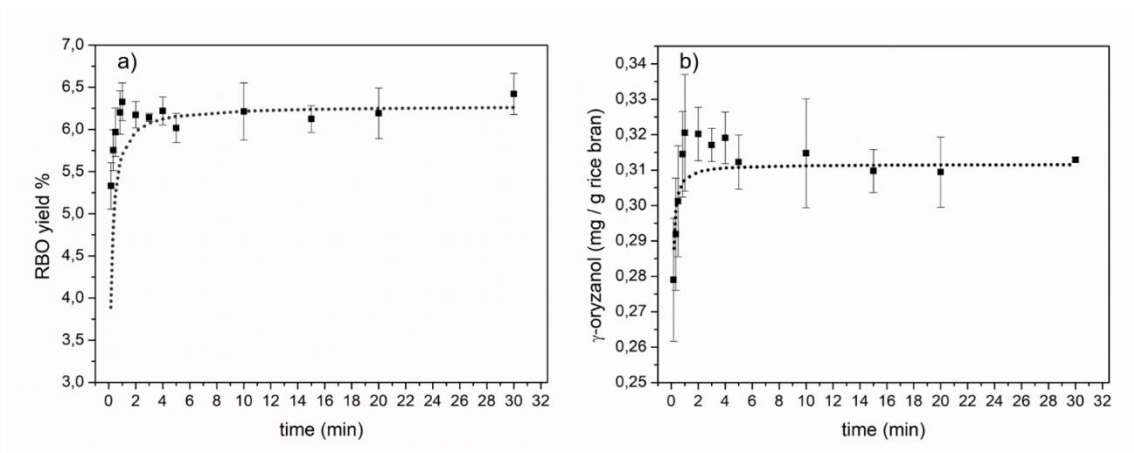 a)
7,0
6,5
6,0
5,5
5,0
4,5
4,0
3,5
3,0
RBO yield %
0 2 4 6 8 10 12 14 16 18 20 22 24 26 28 30 32
time (min)
b)
0,34
0,33
0,32
0,31
0,30
0,29
0,28
0,27
0,26
0,25
γ-oryzanol (mg / g rice bran)
0 2 4 6 8 10 12 14 16 18 20 22 24 26 28 30 32
time (min)